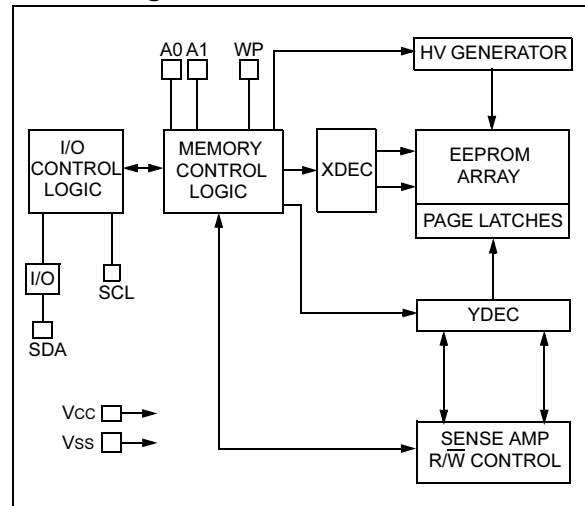 A0 A1 WP
HV GENERATOR
I/O
CONTROL
LOGIC
MEMORY
CONTROL
LOGIC
XDEC
EEPROM
ARRAY
PAGE LATCHES
I/O
SCL
SDA
YDEC
Vcc
Vss
SENSE AMP
R/W̅ CONTROL